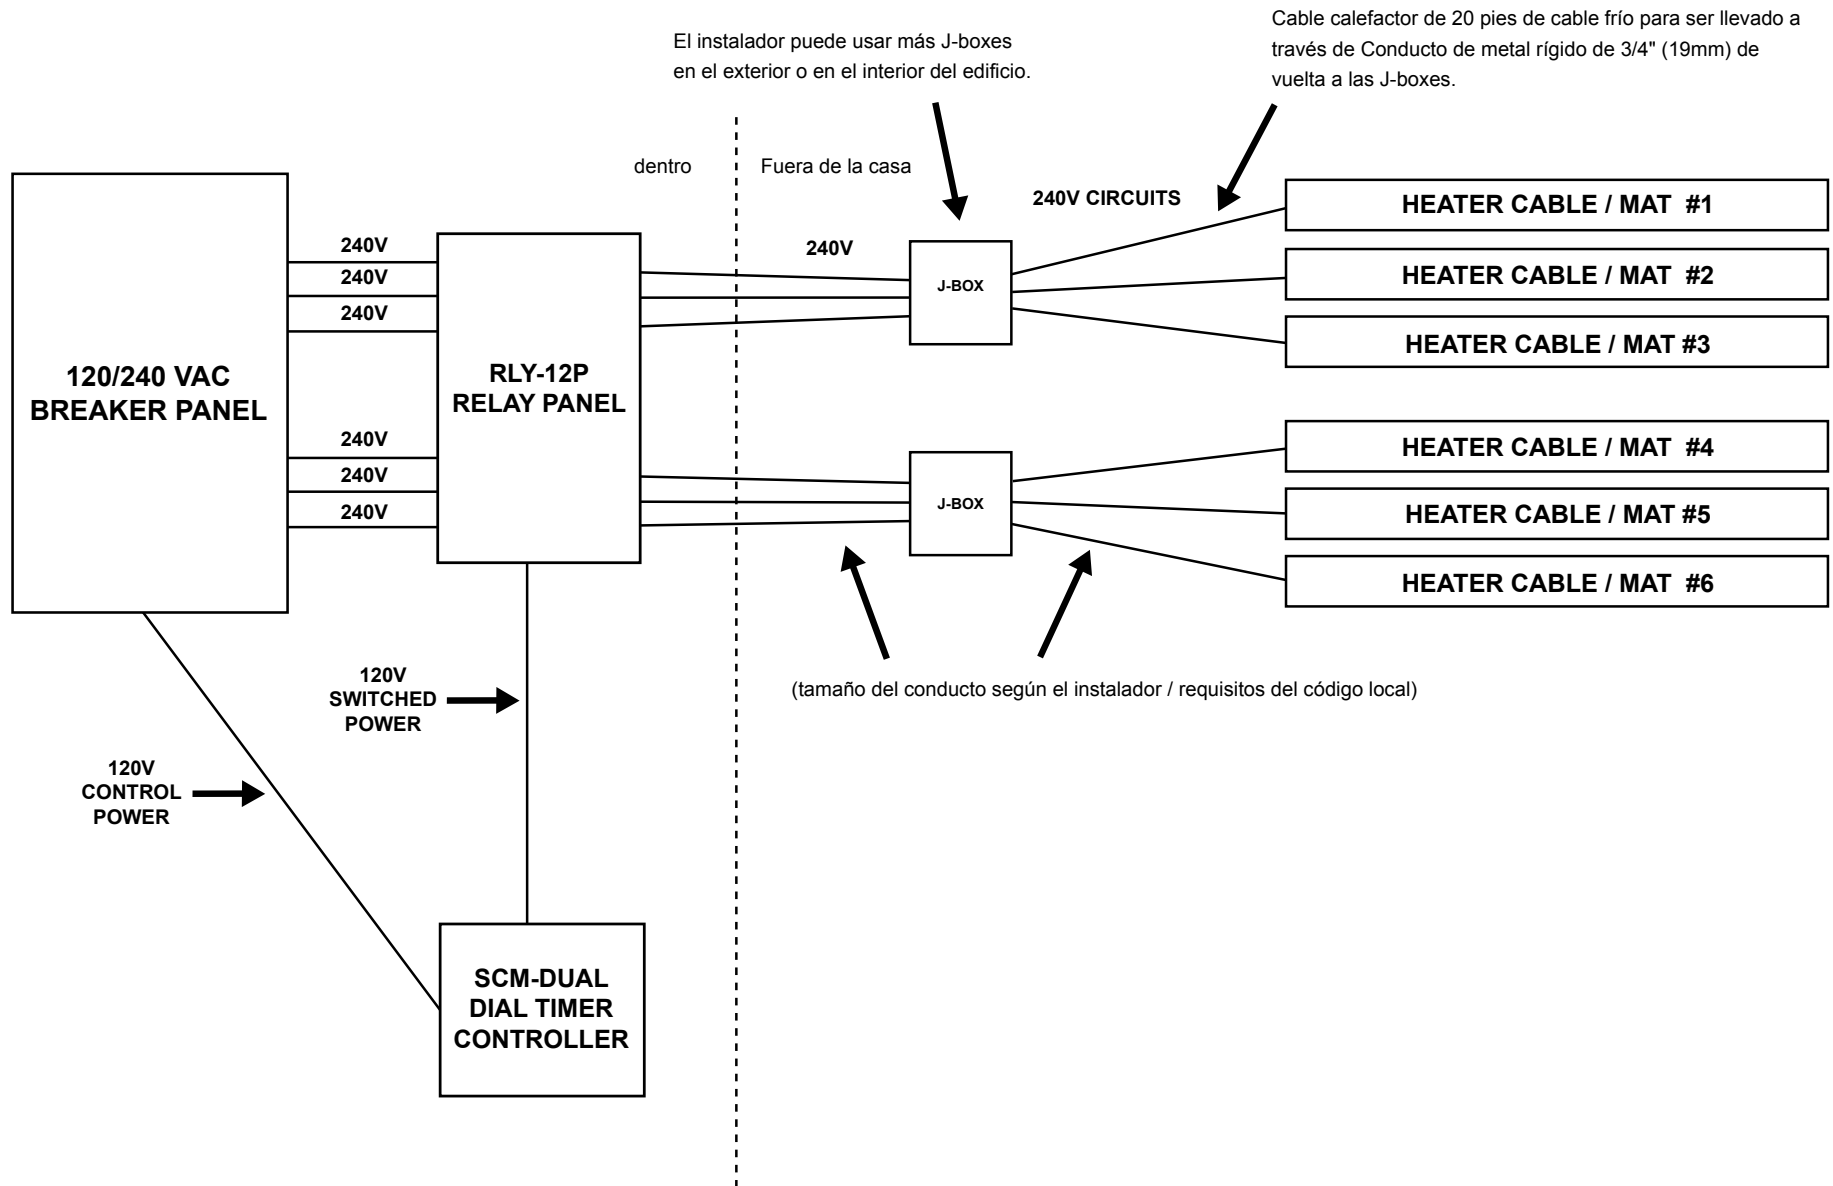 El instalador puede usar más J-boxes
en el exterior o en el interior del edificio.
Cable calefactor de 20 pies de cable frío para ser llevado a
través de Conducto de metal rígido de 3/4" (19mm) de
vuelta a las J-boxes.
dentro
Fuera de la casa
120/240 VAC
BREAKER PANEL
240V
240V
240V
240V
240V
240V
RLY-12P
RELAY PANEL
240V
J-BOX
J-BOX
240V CIRCUITS
HEATER CABLE / MAT #1
HEATER CABLE / MAT #2
HEATER CABLE / MAT #3
HEATER CABLE / MAT #4
HEATER CABLE / MAT #5
HEATER CABLE / MAT #6
(tamaño del conducto según el instalador / requisitos del código local)
120V
SWITCHED
POWER
120V
CONTROL
POWER
SCM-DUAL
DIAL TIMER
CONTROLLER